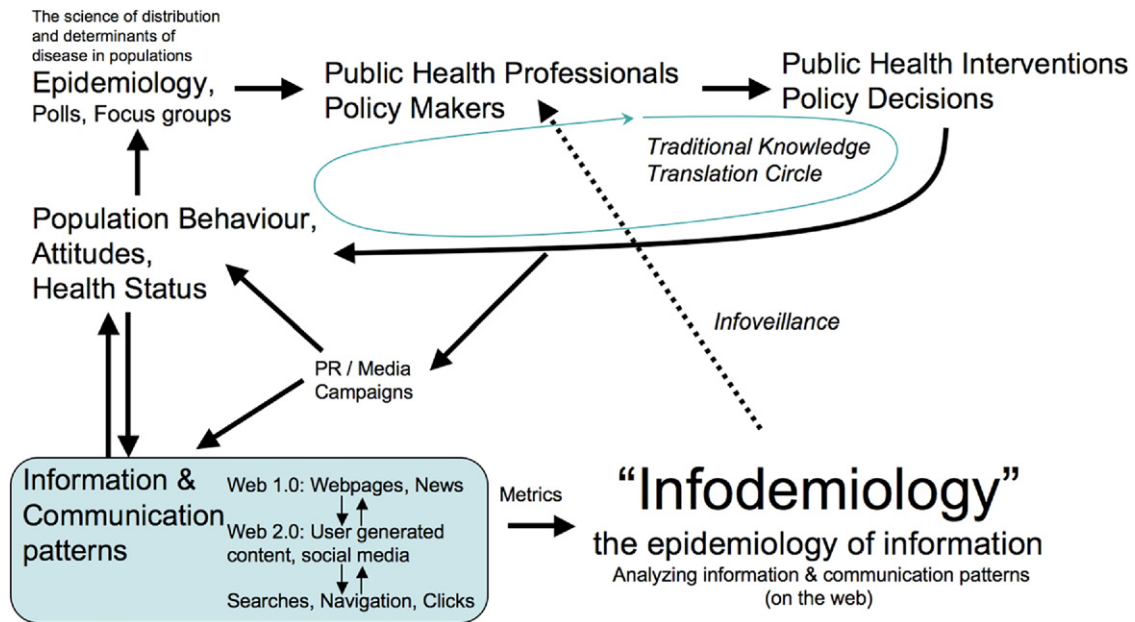 The science of distribution
and determinants of
disease in populations
Epidemiology,
Polls, Focus groups
Public Health Professionals
Policy Makers
Public Health Interventions
Policy Decisions
Traditional Knowledge
Translation Circle
Population Behaviour,
Attitudes,
Health Status
Infoveillance
PR / Media
Campaigns
Information &
Communication
patterns
Web 1.0: Webpages, News
Web 2.0: User generated
content, social media
Searches, Navigation, Clicks
Metrics
“Infodemiology”
the epidemiology of information
Analyzing information & communication patterns
(on the web)